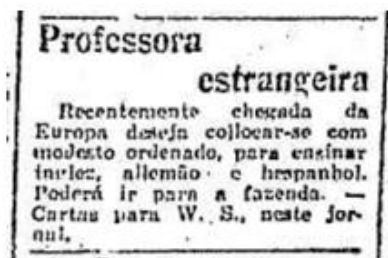 Professora
estrangeira
Recentemente chegada da
Europa deseja collocar-se com
modesto ordenado, para ensinar
inglez, allemão e hespanhol.
Poderá ir para a fazenda. —
Cartas para W. S., neste jor-
nal.